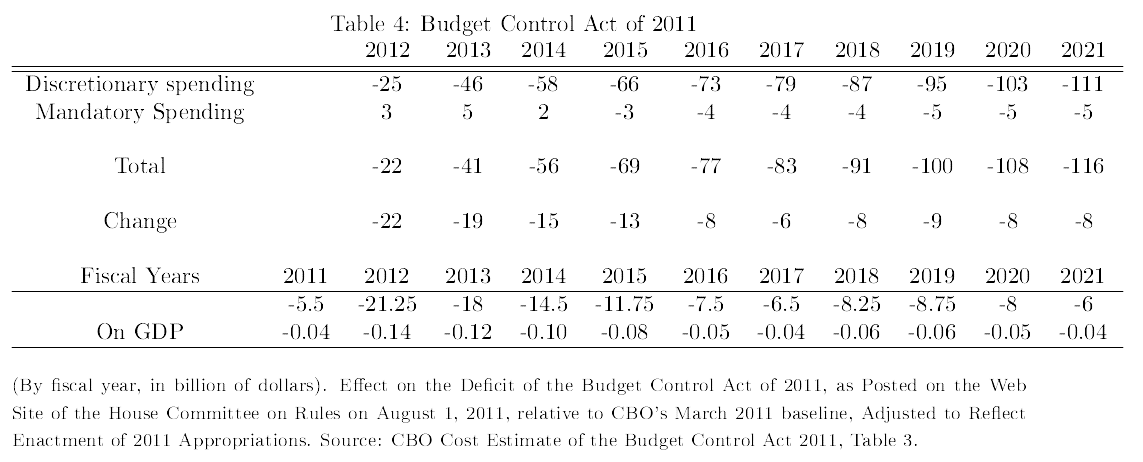 Table 4: Budget Control Act of 2011
2012 2013 2014 2015 2016 2017 2018 2019 2020 2021
Discretionary spending -25 -46 -58 -66 -73 -79 -87 -95 -103 -111
Mandatory Spending 3 5 2 -3 -4 -4 -4 -5 -5 -5
Total -22 -41 -56 -69 -77 -83 -91 -100 -108 -116
Change -22 -19 -15 -13 -8 -6 -8 -9 -8 -8
Fiscal Years 2011 2012 2013 2014 2015 2016 2017 2018 2019 2020 2021
-5.5 -21.25 -18 -14.5 -11.75 -7.5 -6.5 -8.25 -8.75 -8 -6
On GDP -0.04 -0.14 -0.12 -0.10 -0.08 -0.05 -0.04 -0.06 -0.06 -0.05 -0.04
(By fiscal year, in billion of dollars). Effect on the Deficit of the Budget Control Act of 2011, as Posted on the Web
Site of the House Committee on Rules on August 1, 2011, relative to CBO's March 2011 baseline, Adjusted to Reflect
Enactment of 2011 Appropriations. Source: CBO Cost Estimate of the Budget Control Act 2011, Table 3.